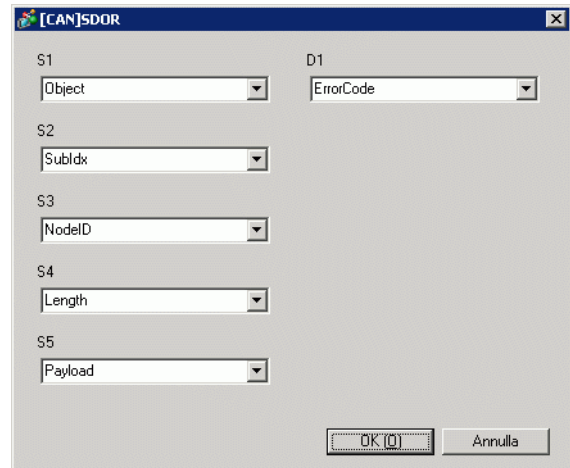 [CAN]SDOR
S1
Object
D1
ErrorCode
S2
SubIdx
S3
NodeID
S4
Length
S5
Payload
OK (O)
Annulla